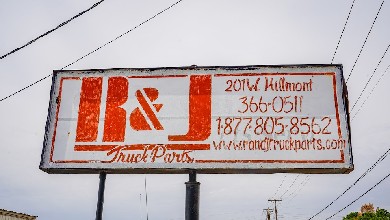 R&J
Truck Parts
201 W. Hillmont
366-0511
1-877-805-8562
www.randjtruckparts.com